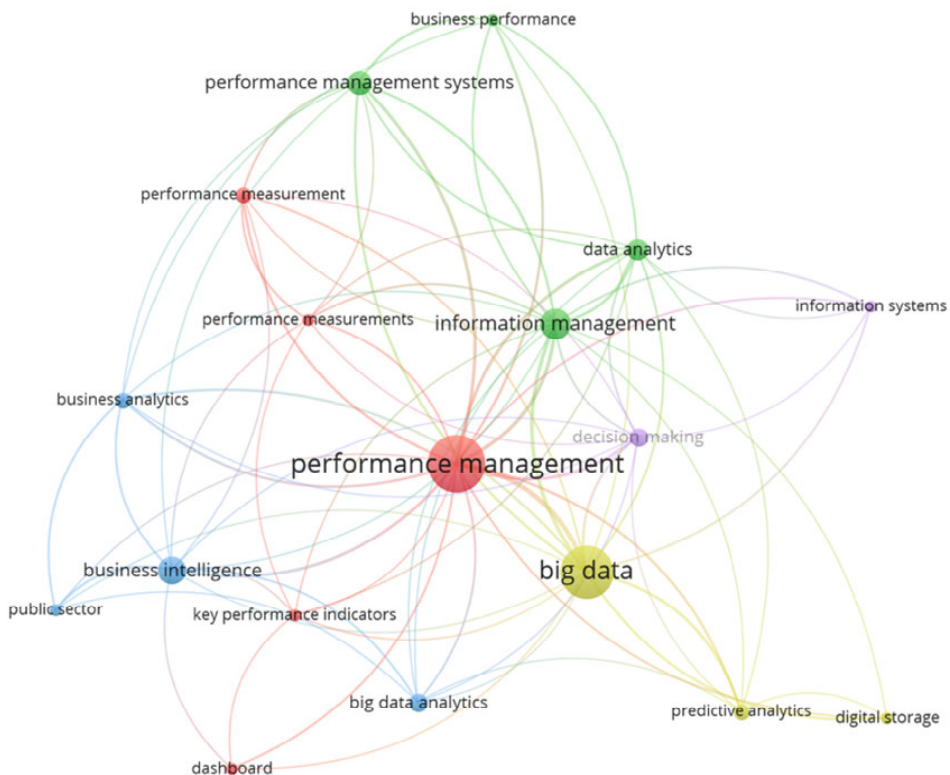 business performance
performance management systems
performance measurement
data analytics
information systems
performance measurements
information management
business analytics
decision making
performance management
business intelligence
big data
public sector
key performance indicators
big data analytics
predictive analytics
digital storage
dashboard